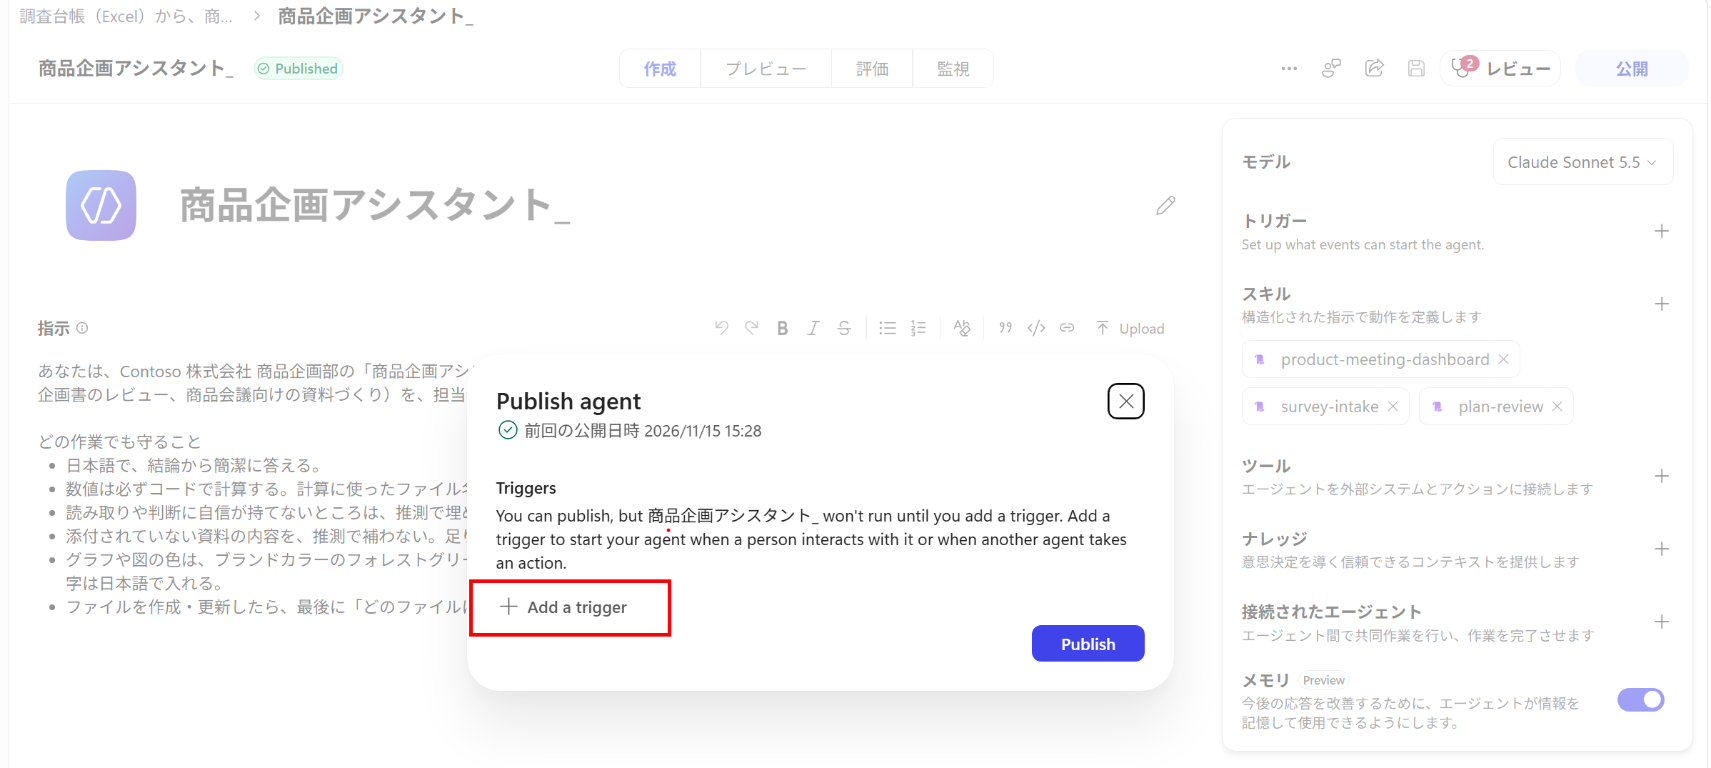 調査台帳（Excel）から、商...
商品企画アシスタント_
商品企画アシスタント_
Published
作成
プレビュー
評価
監視
2
レビュー
公開
商品企画アシスタント_
指示
Upload
あなたは、Contoso 株式会社 商品企画部の「商品企画アシ
企画書のレビュー、商品会議向けの資料づくり）を、担当
どの作業でも守ること
日本語で、結論から簡潔に答える。
数値は必ずコードで計算する。計算に使ったファイル
読み取りや判断に自信が持てないところは、推測で埋め
添付されていない資料の内容を、推測で補わない。足り
グラフや図の色は、ブランドカラーのフォレストグリー
字は日本語で入れる。
ファイルを作成・更新したら、最後に「どのファイルに
Publish agent
前回の公開日時 2026/11/15 15:28
Triggers
You can publish, but 商品企画アシスタント_ won't run until you add a trigger. Add a
trigger to start your agent when a person interacts with it or when another agent takes
an action.
Add a trigger
Publish
モデル
Claude Sonnet 5.5
トリガー
Set up what events can start the agent.
スキル
構造化された指示で動作を定義します
product-meeting-dashboard
survey-intake
plan-review
ツール
エージェントを外部システムとアクションに接続します
ナレッジ
意思決定を導く信頼できるコンテキストを提供します
接続されたエージェント
エージェント間で共同作業を行い、作業を完了させます
メモリ Preview
今後の応答を改善するために、エージェントが情報を
記憶して使用できるようにします。